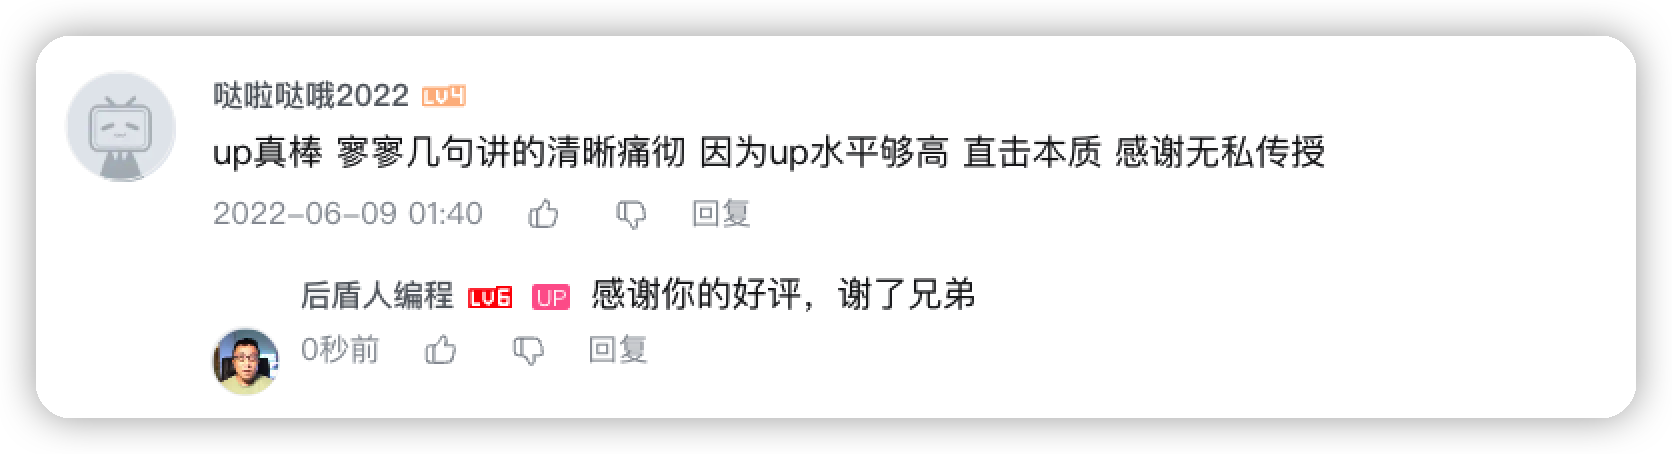 哒啦哒哦2022 LV4
up真棒 寥寥几句讲的清晰痛彻 因为up水平够高 直击本质 感谢无私传授
2022-06-09 01:40 回复
后盾人编程 LV6 UP 感谢你的好评，谢了兄弟
0秒前 回复